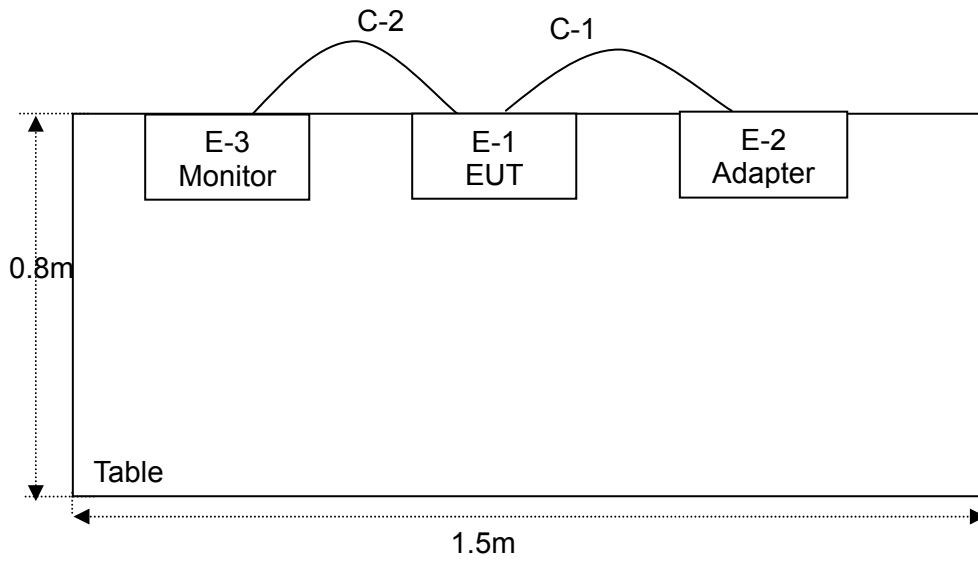 C-2
C-1
E-3
Monitor
E-1
EUT
E-2
Adapter
0.8m
Table
1.5m